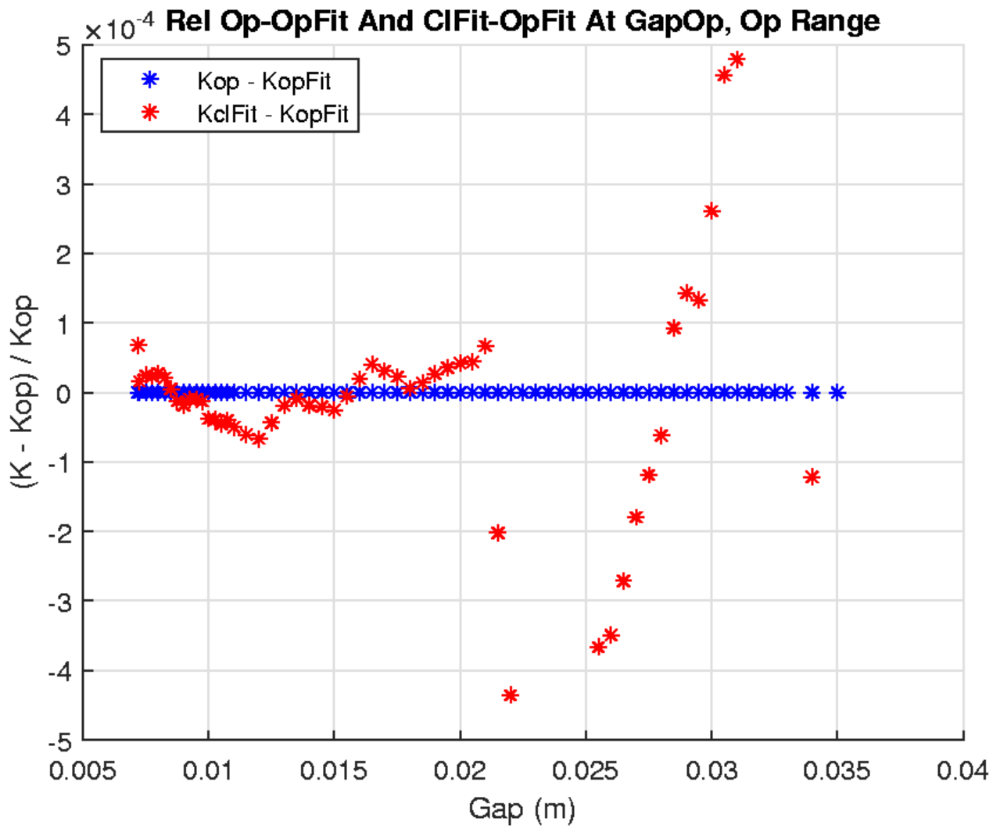 ×10-4 Rel Op-OpFit And ClFit-OpFit At GapOp, Op Range
Kop - KopFit
KclFit - KopFit
(K - Kop) / Kop
5
4
3
2
1
0
-1
-2
-3
-4
-5
0.005 0.01 0.015 0.02 0.025 0.03 0.035 0.04
Gap (m)